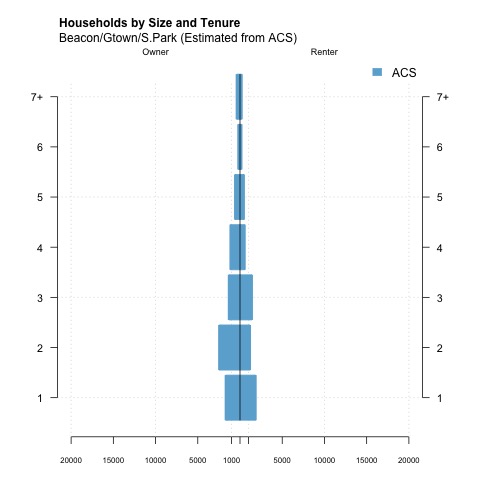 Households by Size and Tenure
Beacon/Gtown/S.Park (Estimated from ACS)
Owner Renter
ACS
7+ 7+
6 6
5 5
4 4
3 3
2 2
1 1
20000 15000 10000 5000 1000 5000 10000 15000 20000